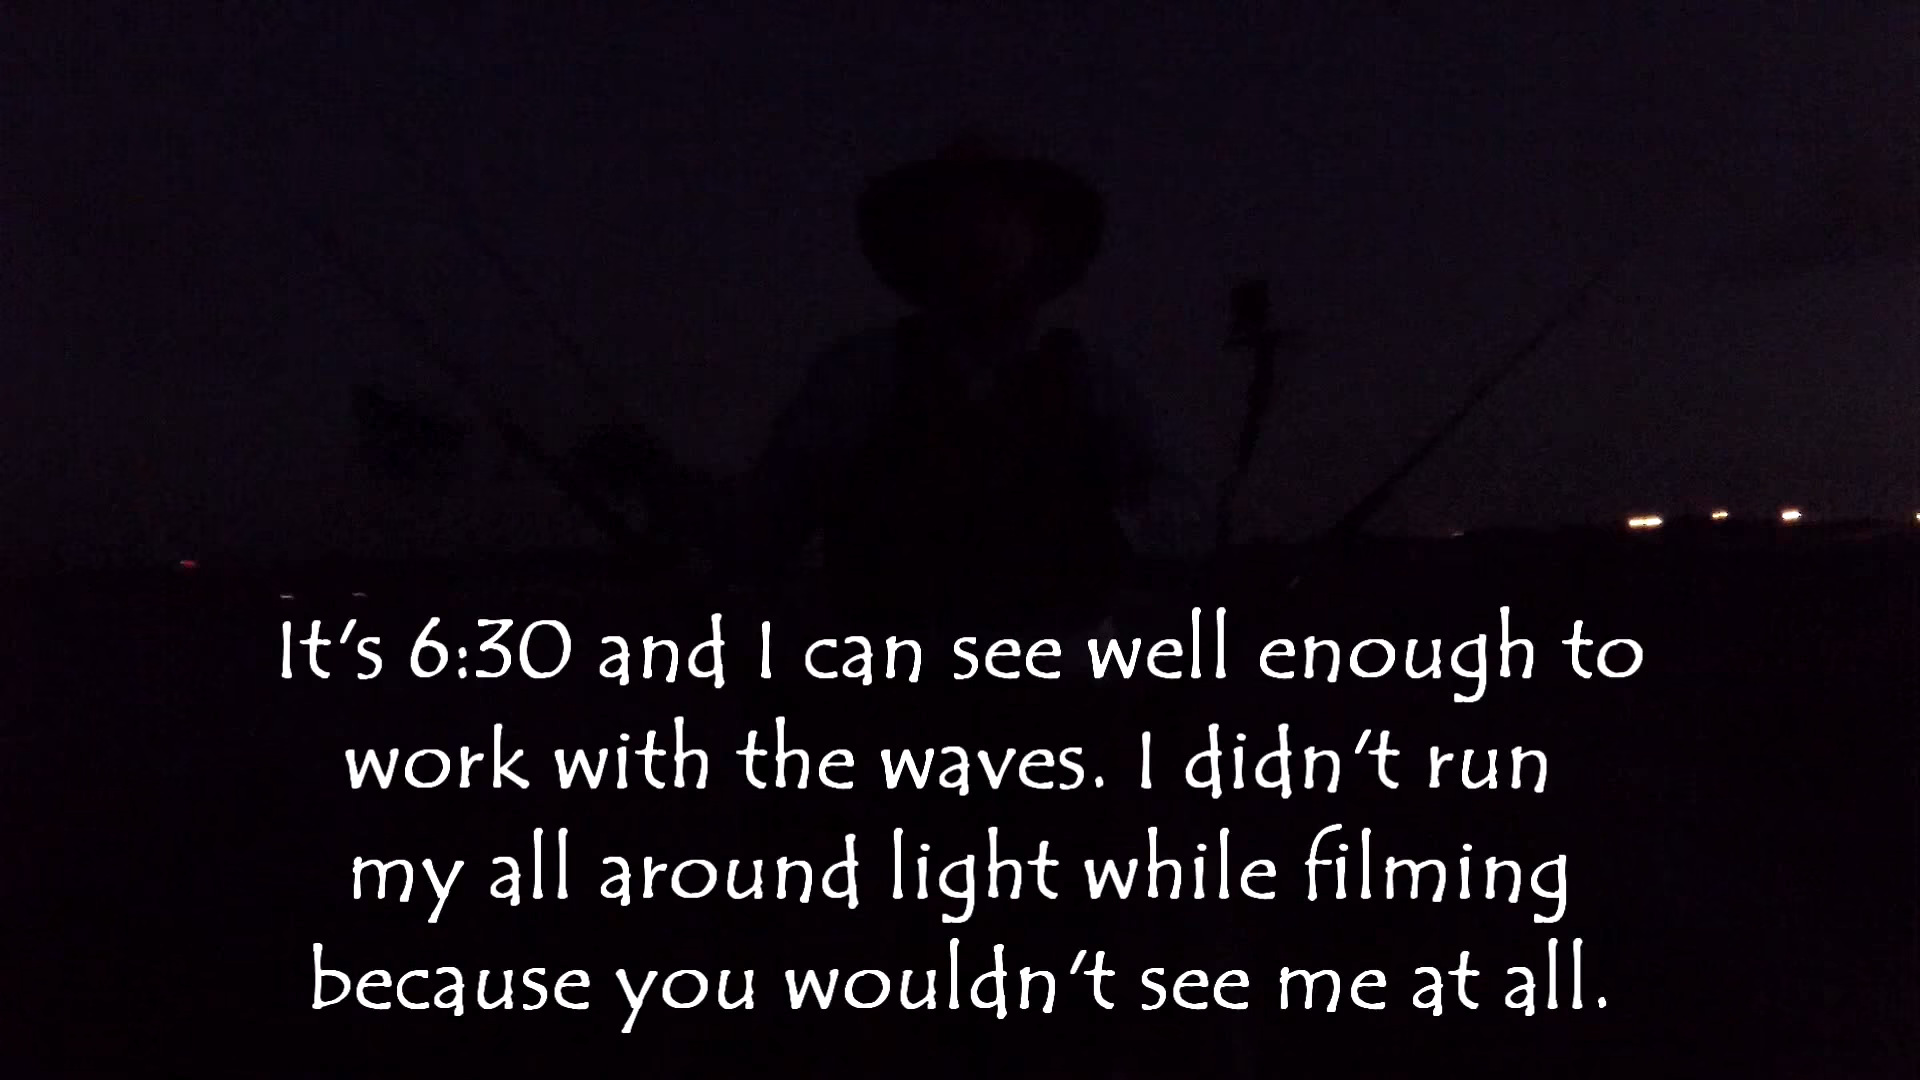 It's 6:30 and I can see well enough to
work with the waves. I didn't run
my all around light while filming
because you wouldn't see me at all.